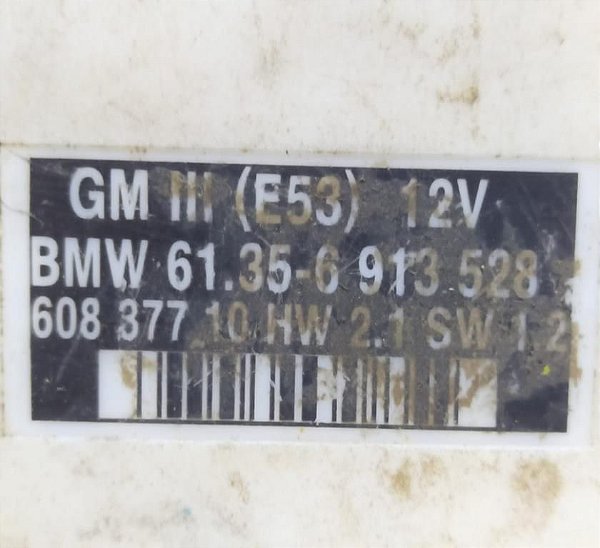 GM III (E53) 12V
BMW 61.35-6 913 528
608 377 10 HW 2.1 SW 1.2